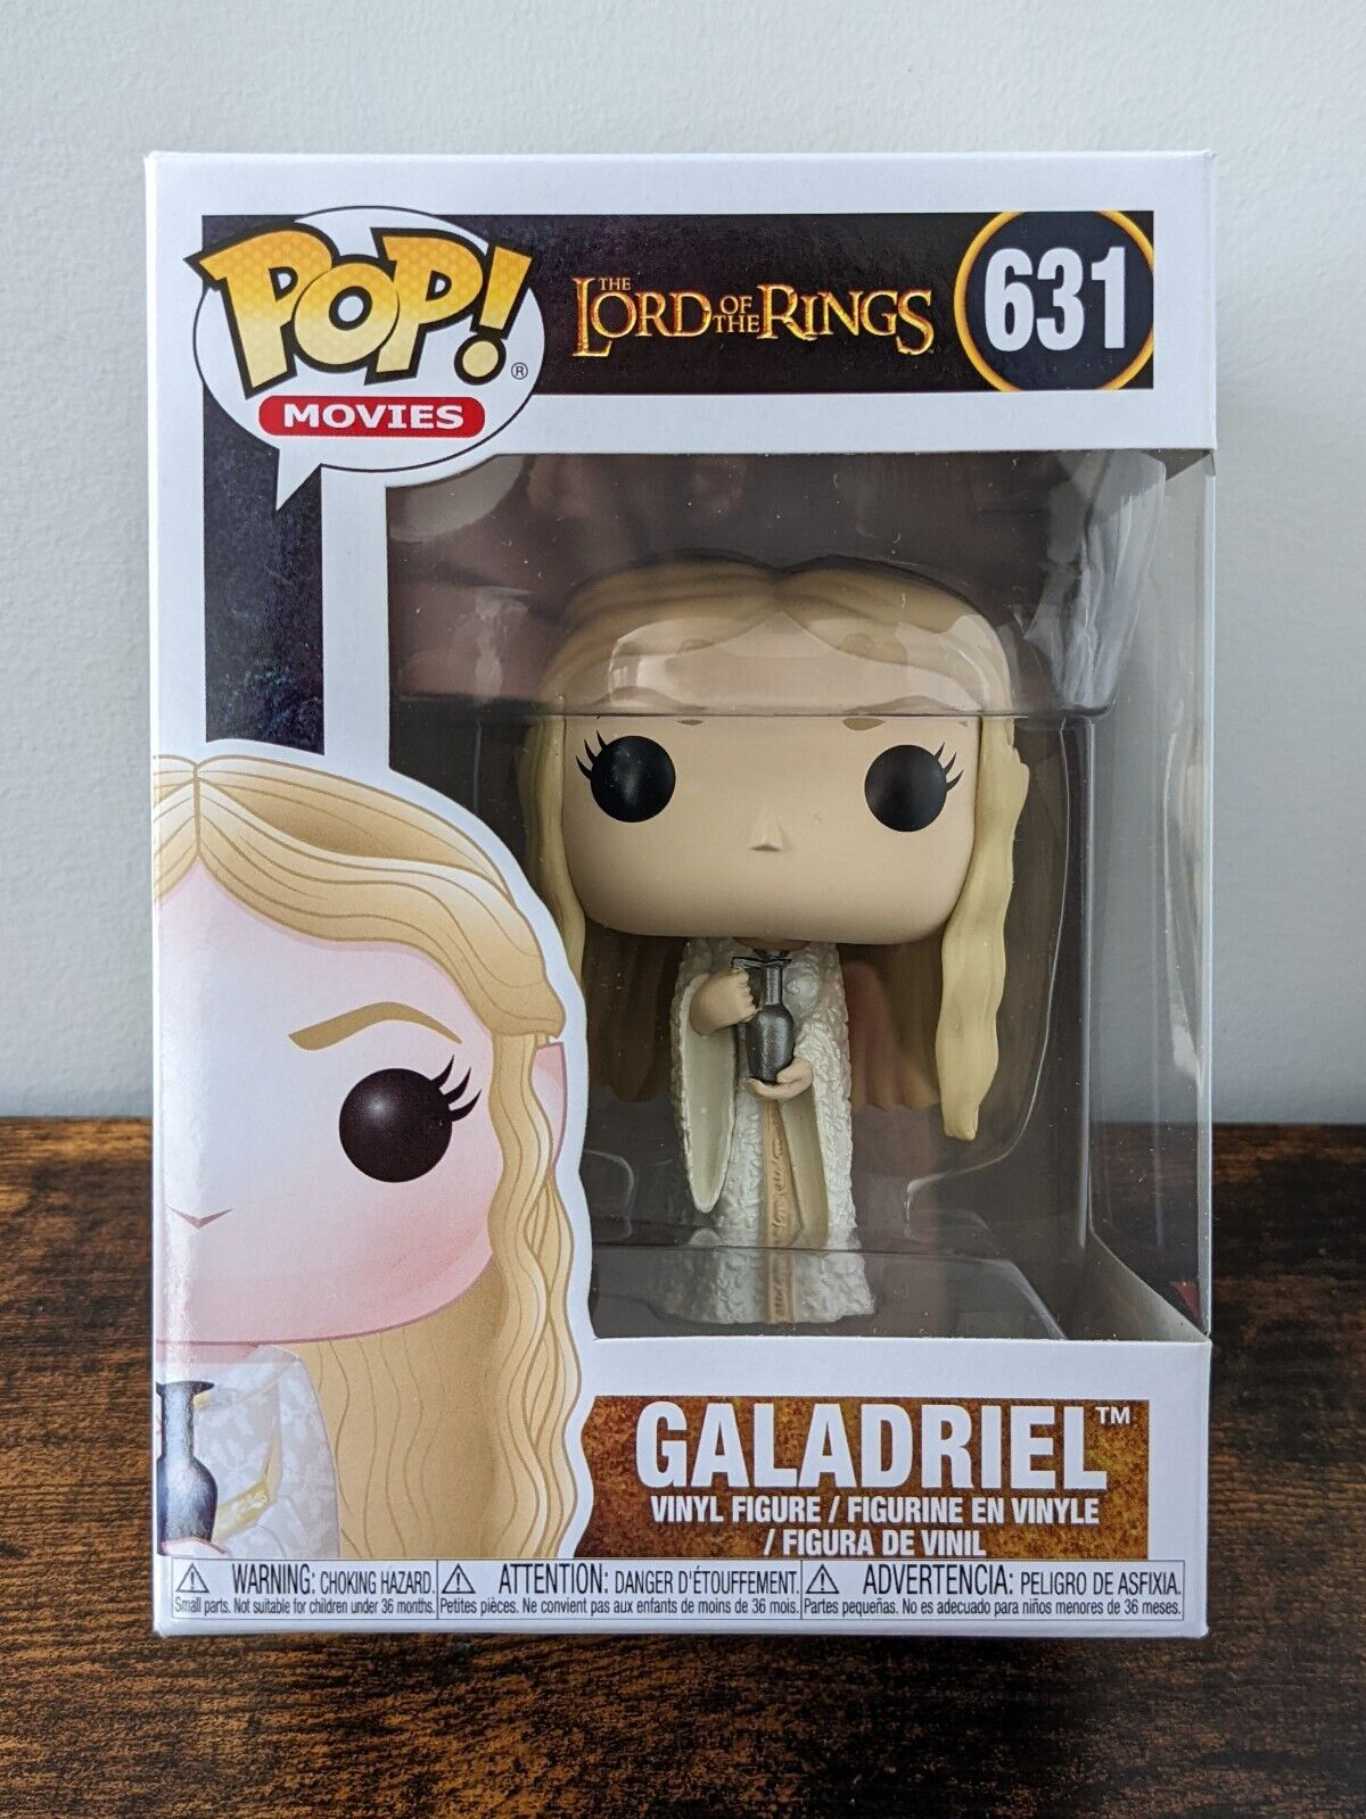 POP!®
MOVIES
THE LORD OF THE RINGS
631
GALADRIEL™
VINYL FIGURE / FIGURINE EN VINYLE
/ FIGURA DE VINIL
⚠ WARNING: CHOKING HAZARD.
Small parts. Not suitable for children under 36 months.
⚠ ATTENTION: DANGER D'ÉTOUFFEMENT.
Petites pièces. Ne convient pas aux enfants de moins de 36 mois.
⚠ ADVERTENCIA: PELIGRO DE ASFIXIA.
Partes pequeñas. No es adecuado para niños menores de 36 meses.